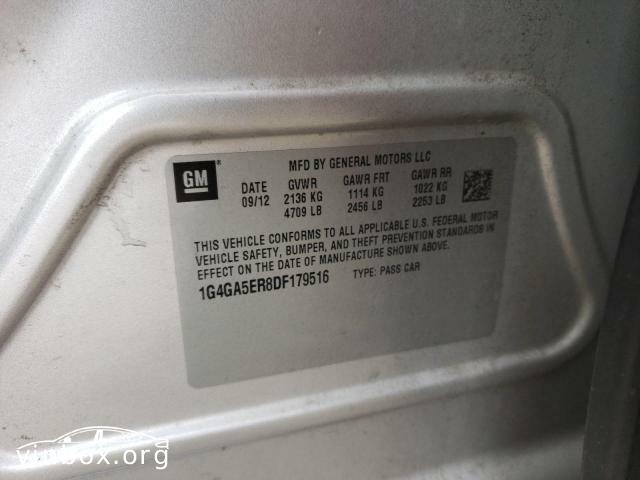 GM ®
MFD BY GENERAL MOTORS LLC
DATE GVWR GAWR FRT GAWR RR
09/12 2136 KG 1114 KG 1022 KG
4709 LB 2456 LB 2253 LB
THIS VEHICLE CONFORMS TO ALL APPLICABLE U.S. FEDERAL MOTOR
VEHICLE SAFETY, BUMPER, AND THEFT PREVENTION STANDARDS IN
EFFECT ON THE DATE OF MANUFACTURE SHOWN ABOVE.
1G4GA5ER8DF179516 TYPE: PASS CAR
vinbox.org